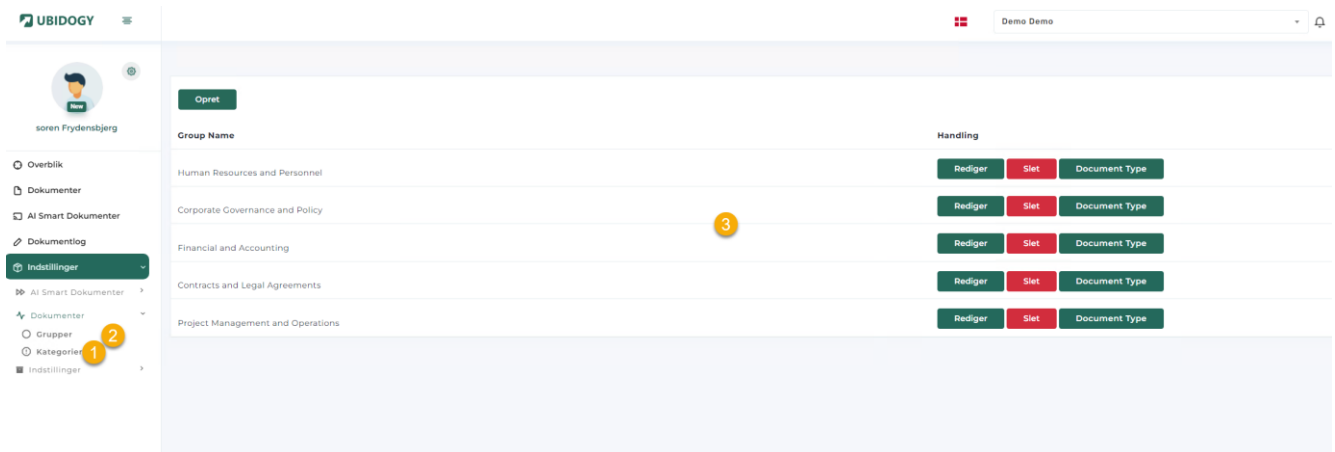 UBIDOGY
Demo Demo
New
soren Frydensbjerg
Overblik
Dokumenter
AI Smart Dokumenter
Dokumentlog
Indstillinger
AI Smart Dokumenter
Dokumenter
Grupper
2
Kategorier
1
Indstillinger
Opret
Group Name Handling
Human Resources and Personnel Rediger Slet Document Type
Corporate Governance and Policy Rediger Slet Document Type
3
Financial and Accounting Rediger Slet Document Type
Contracts and Legal Agreements Rediger Slet Document Type
Project Management and Operations Rediger Slet Document Type